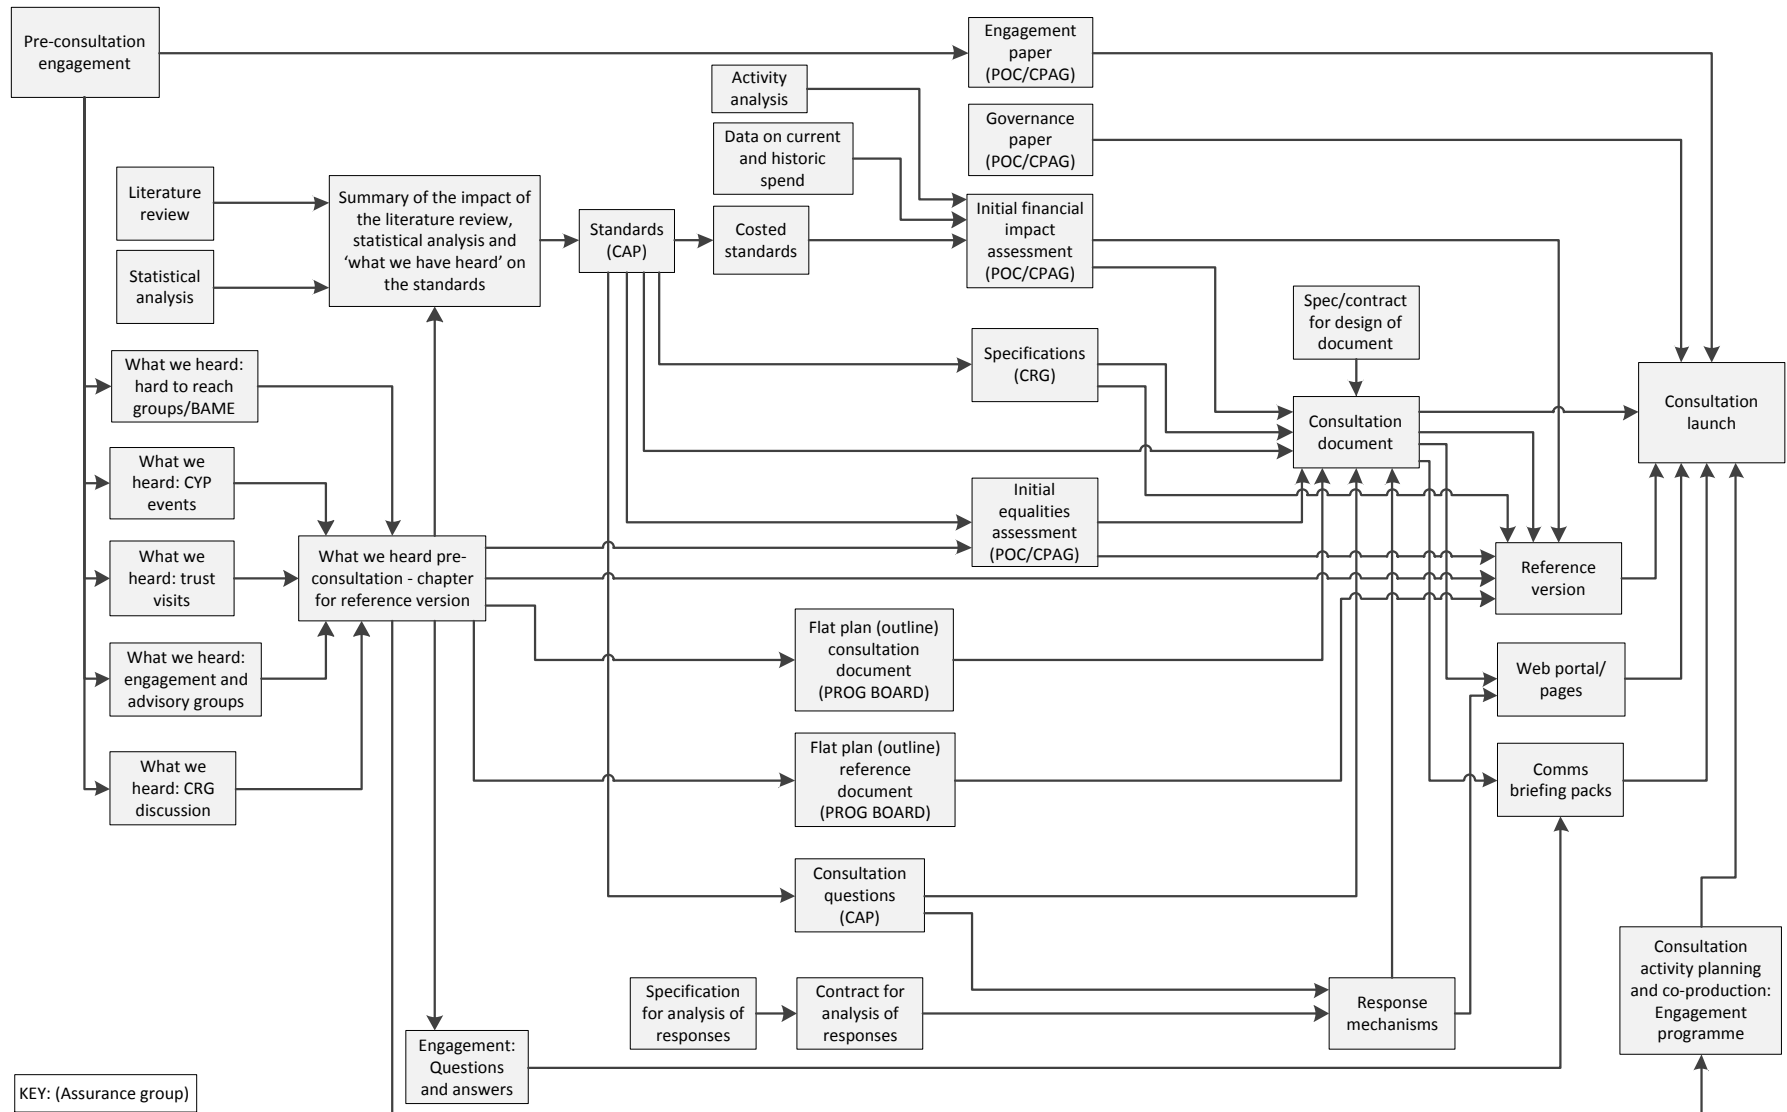 Pre-consultation
engagement
Engagement
paper
(POC/CPAG)
Activity
analysis
Governance
paper
(POC/CPAG)
Data on current
and historic
spend
Literature
review
Summary of the impact of
the literature review,
statistical analysis and
‘what we have heard’ on
the standards
Statistical
analysis
Standards
(CAP)
Costed
standards
Initial financial
impact
assessment
(POC/CPAG)
Spec/contract
for design of
document
What we heard:
hard to reach
groups/BAME
Specifications
(CRG)
Consultation
document
Consultation
launch
What we
heard: CYP
events
Initial
equalities
assessment
(POC/CPAG)
What we
heard: trust
visits
What we heard pre-
consultation - chapter
for reference version
Reference
version
What we heard:
engagement and
advisory groups
Flat plan (outline)
consultation
document
(PROG BOARD)
Web portal/
pages
What we
heard: CRG
discussion
Flat plan (outline)
reference
document
(PROG BOARD)
Comms
briefing packs
Consultation
questions
(CAP)
Specification
for analysis of
responses
Contract for
analysis of
responses
Response
mechanisms
Consultation
activity planning
and co-production:
Engagement
programme
Engagement:
Questions
and answers
KEY: (Assurance group)